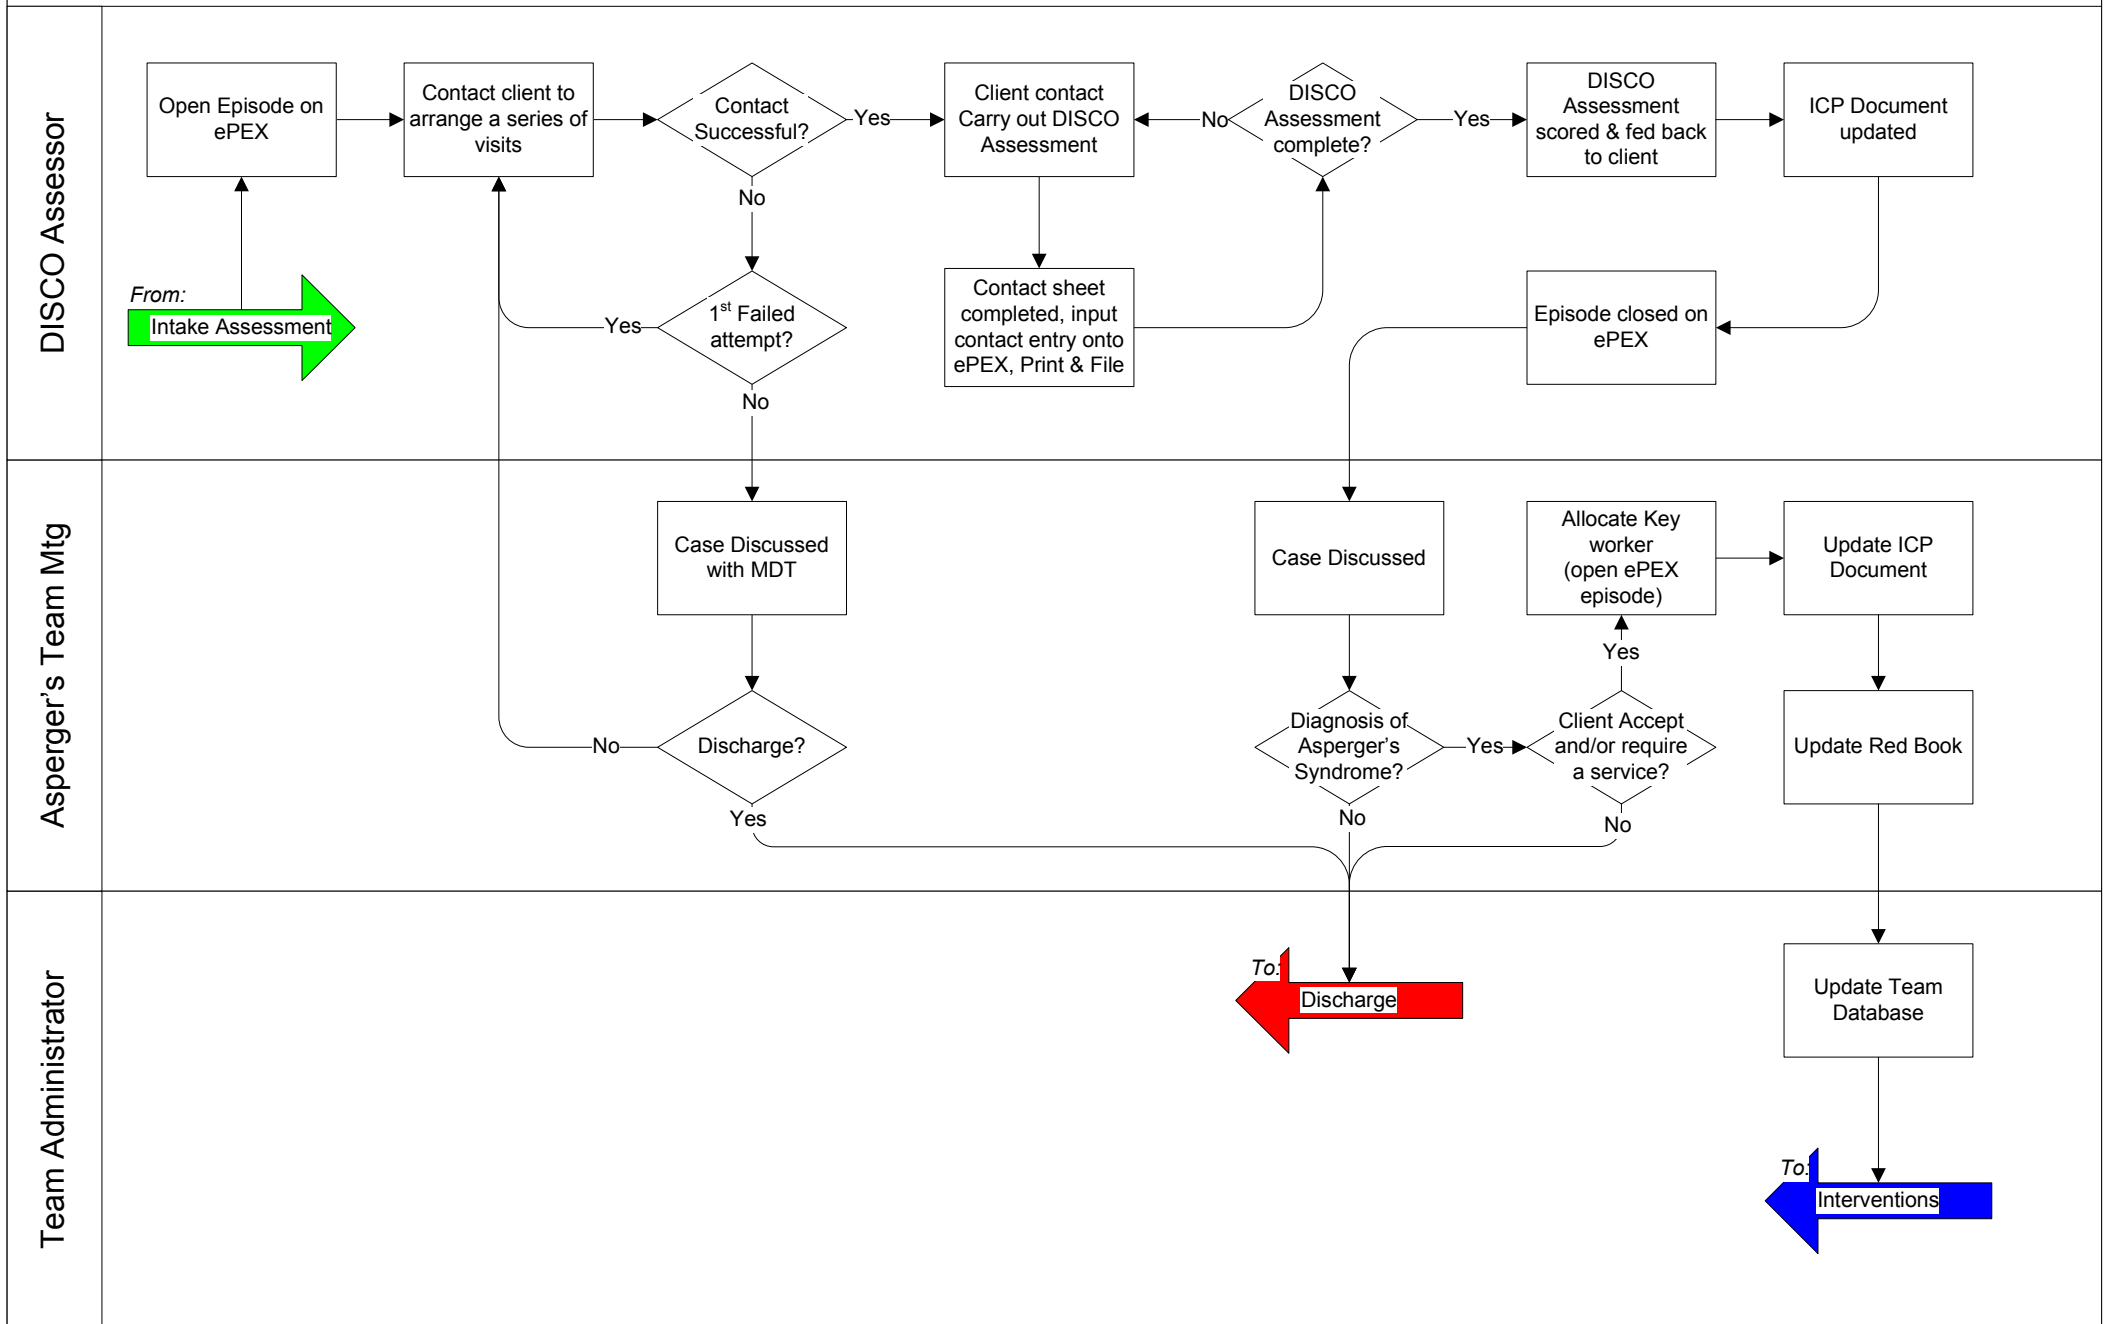 DISCO Assessor
Open Episode on
ePEX
Contact client to
arrange a series of
visits
Contact
Successful?
Yes
Client contact
Carry out DISCO
Assessment
No
DISCO
Assessment
complete?
Yes
DISCO
Assessment
scored & fed back
to client
ICP Document
updated
No
From:
Intake Assessment
Yes
1st Failed
attempt?
Contact sheet
completed, input
contact entry onto
ePEX, Print & File
Episode closed on
ePEX
No
Asperger's Team Mtg
Case Discussed
with MDT
Case Discussed
Allocate Key
worker
(open ePEX
episode)
Update ICP
Document
Yes
No
Discharge?
Diagnosis of
Asperger's
Syndrome?
Yes
Client Accept
and/or require
a service?
Update Red Book
Yes
No
No
Team Administrator
To:
Discharge
Update Team
Database
To:
Interventions